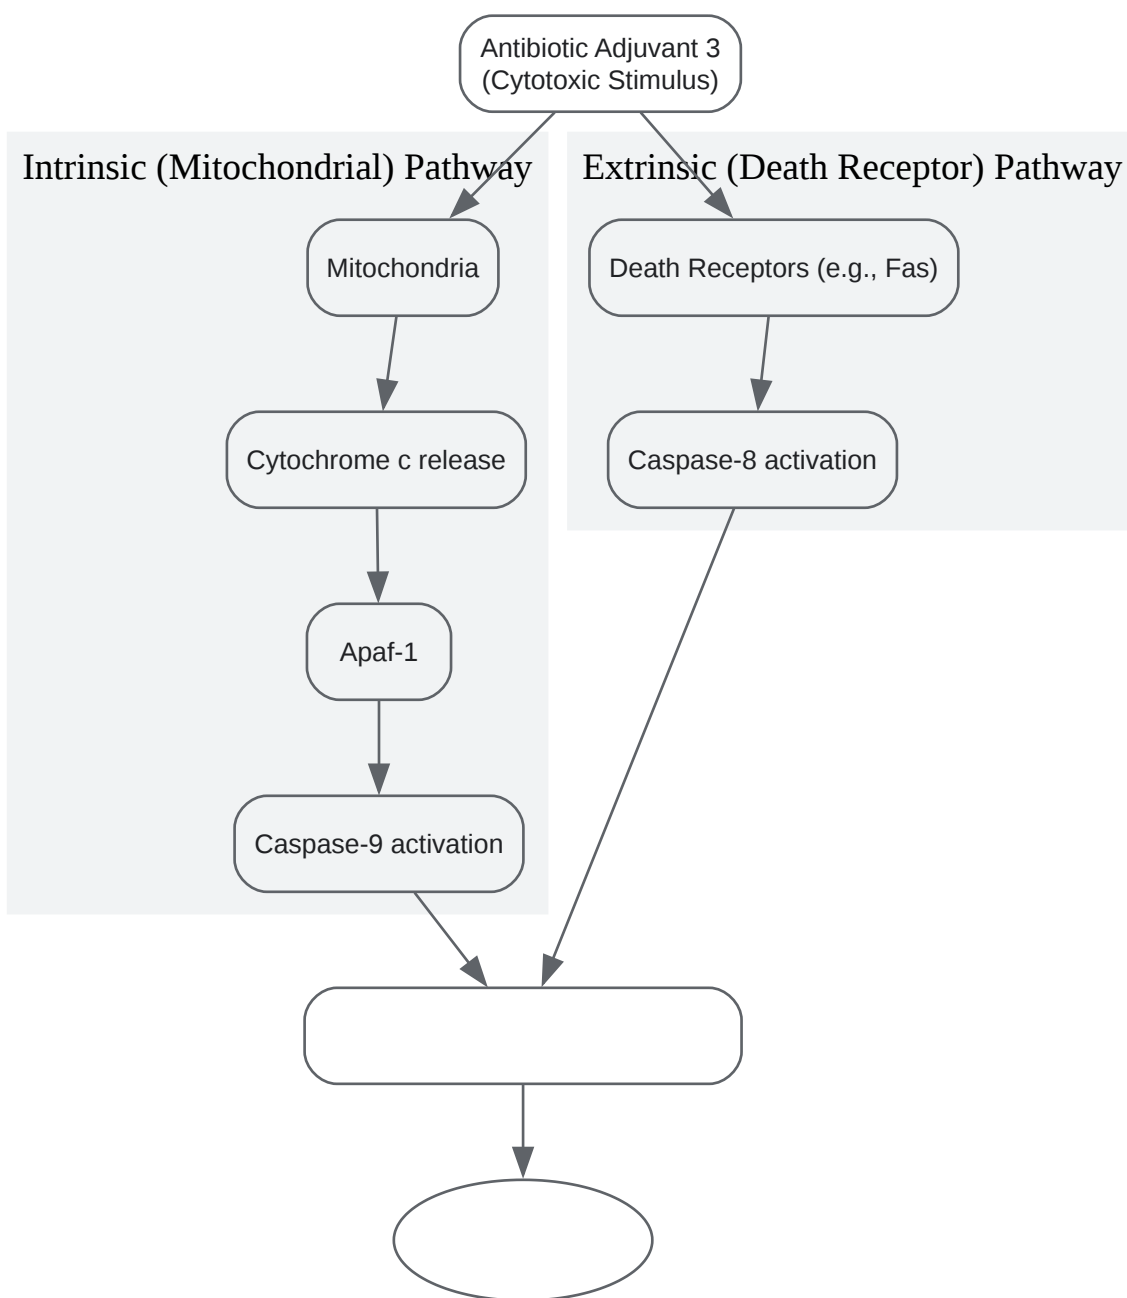 Antibiotic Adjuvant 3
(Cytotoxic Stimulus)
Intrinsic (Mitochondrial) Pathway
Extrinsic (Death Receptor) Pathway
Mitochondria
Death Receptors (e.g., Fas)
Cytochrome c release
Caspase-8 activation
Apaf-1
Caspase-9 activation